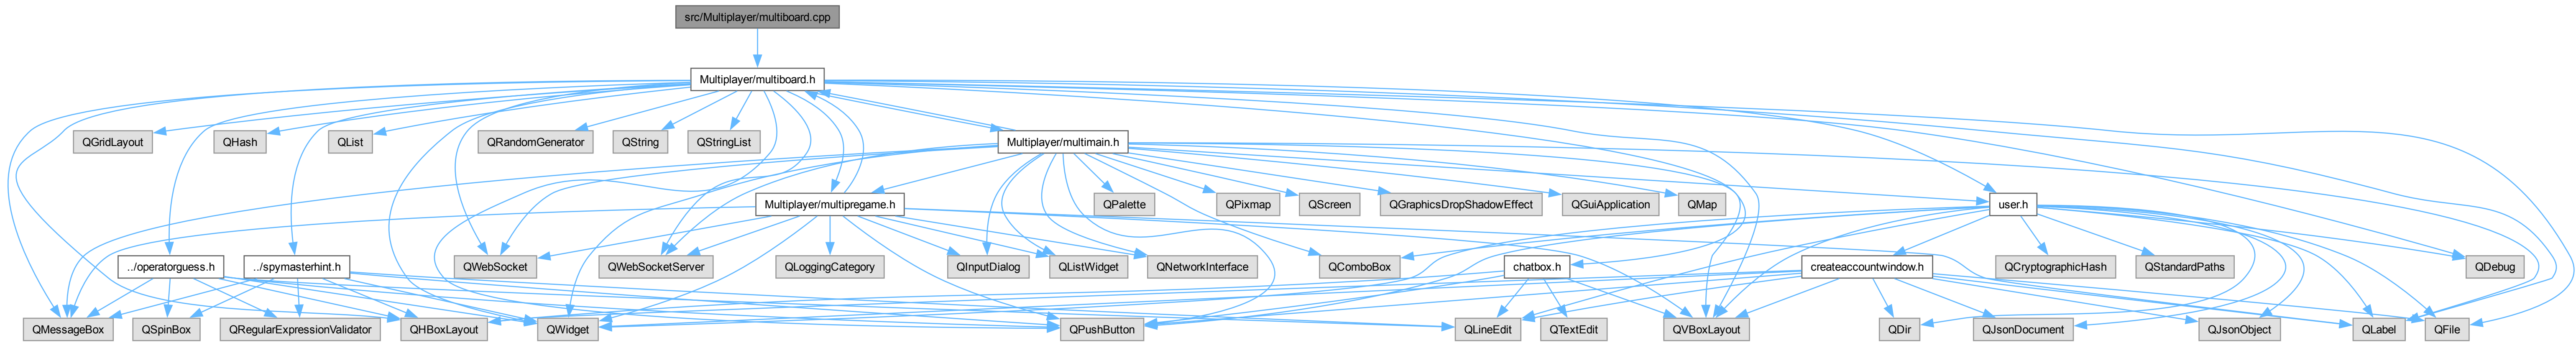 src/Multiplayer/multiboard.cpp
Multiplayer/multiboard.h
QGridLayout
QHash
QList
QRandomGenerator
QString
QStringList
Multiplayer/multimain.h
Multiplayer/multipregame.h
QPalette
QPixmap
QScreen
QGraphicsDropShadowEffect
QGuiApplication
QMap
user.h
../operatorguess.h
../spymasterhint.h
QWebSocket
QWebSocketServer
QLoggingCategory
QInputDialog
QListWidget
QNetworkInterface
QComboBox
chatbox.h
createaccountwindow.h
QCryptographicHash
QStandardPaths
QDebug
QMessageBox
QSpinBox
QRegularExpressionValidator
QHBoxLayout
QWidget
QPushButton
QLineEdit
QTextEdit
QVBoxLayout
QDir
QJsonDocument
QJsonObject
QLabel
QFile